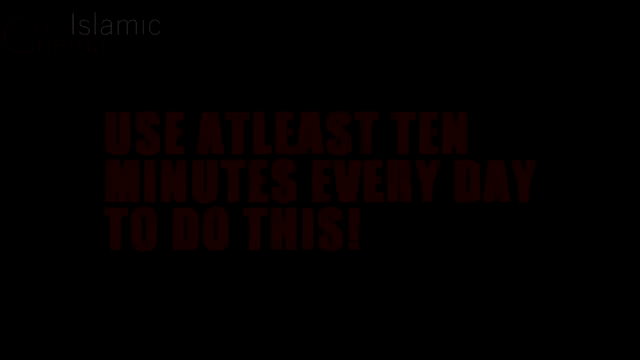 Islamic
USE ATLEAST TEN
MINUTES EVERY DAY
TO DO THIS!